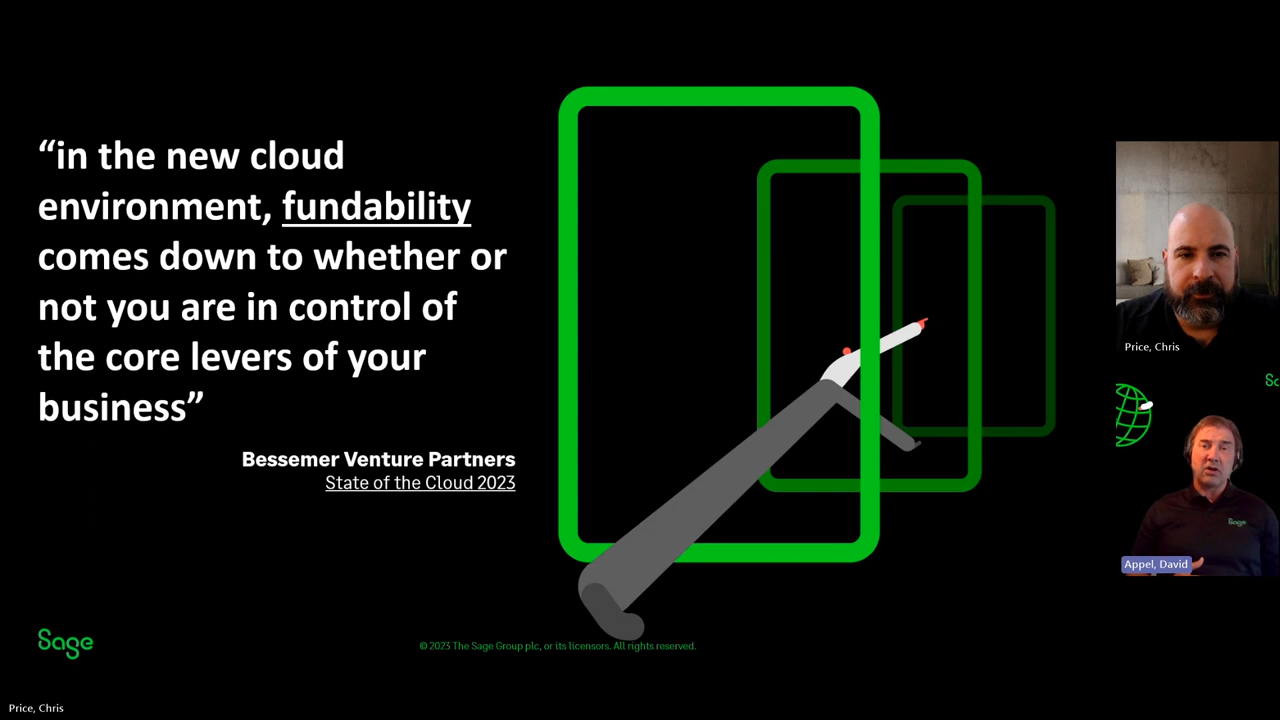 “in the new cloud
environment, fundability
comes down to whether or
not you are in control of
the core levers of your
business”
Bessemer Venture Partners
State of the Cloud 2023
Sage
© 2023 The Sage Group plc, or its licensors. All rights reserved.
Price, Chris
Price, Chris
Sa
Sage
Appel, David